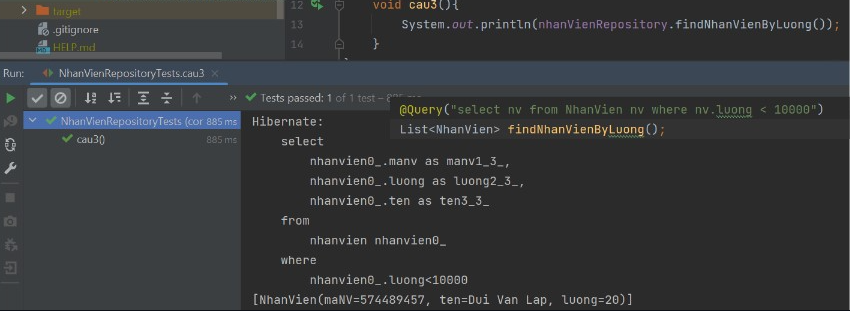 target
.gitignore
HELP.md
12 void cau3(){
13 System.out.println(nhanVienRepository.findNhanVienByLuong());
14 }
Run: NhanVienRepositoryTests.cau3 ×
» Tests passed: 1 of 1 test – 885 ms
NhanVienRepositoryTests (cor 885 ms
cau3() 885 ms
@Query("select nv from NhanVien nv where nv.luong < 10000")
List<NhanVien> findNhanVienByLuong();
Hibernate:
select
nhanvien0_.manv as manv1_3_,
nhanvien0_.luong as luong2_3_,
nhanvien0_.ten as ten3_3_
from
nhanvien nhanvien0_
where
nhanvien0_.luong<10000
[NhanVien(maNV=574489457, ten=Dui Van Lap, luong=20)]